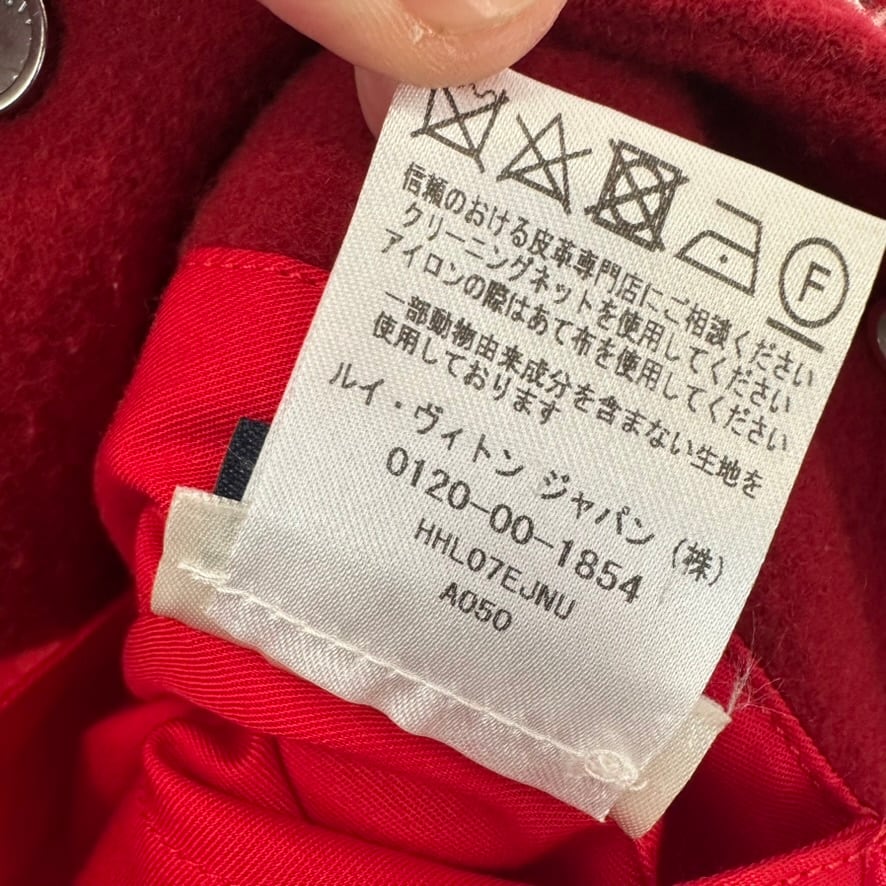 F
信頼のおける皮革専門店にご相談ください
クリーニングネットを使用してください
アイロンの際はあて布を使用してください
一部動物由来成分を含まない生地を
使用しております
ルイ・ヴィトン ジャパン (株)
0120-00-1854
HHL07EJNU
A050